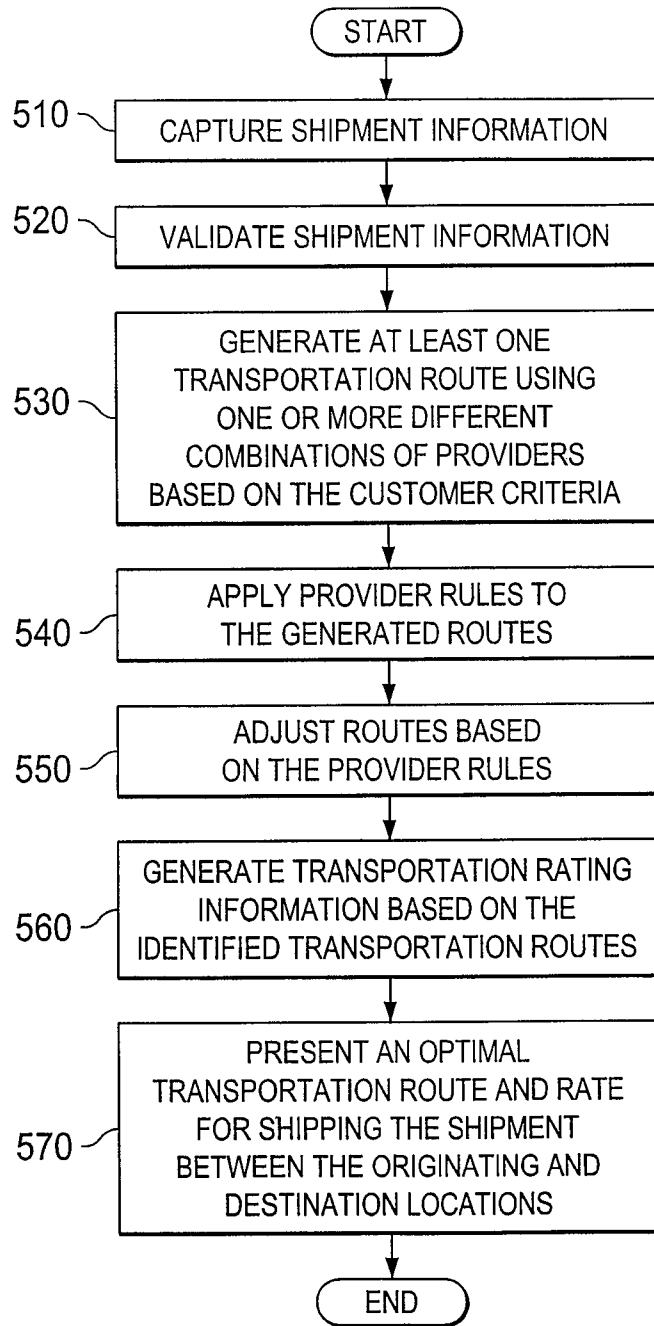 START
510
CAPTURE SHIPMENT INFORMATION
520
VALIDATE SHIPMENT INFORMATION
530
GENERATE AT LEAST ONE
TRANSPORTATION ROUTE USING
ONE OR MORE DIFFERENT
COMBINATIONS OF PROVIDERS
BASED ON THE CUSTOMER CRITERIA
540
APPLY PROVIDER RULES TO
THE GENERATED ROUTES
550
ADJUST ROUTES BASED
ON THE PROVIDER RULES
560
GENERATE TRANSPORTATION RATING
INFORMATION BASED ON THE
IDENTIFIED TRANSPORTATION ROUTES
570
PRESENT AN OPTIMAL
TRANSPORTATION ROUTE AND RATE
FOR SHIPPING THE SHIPMENT
BETWEEN THE ORIGINATING AND
DESTINATION LOCATIONS
END